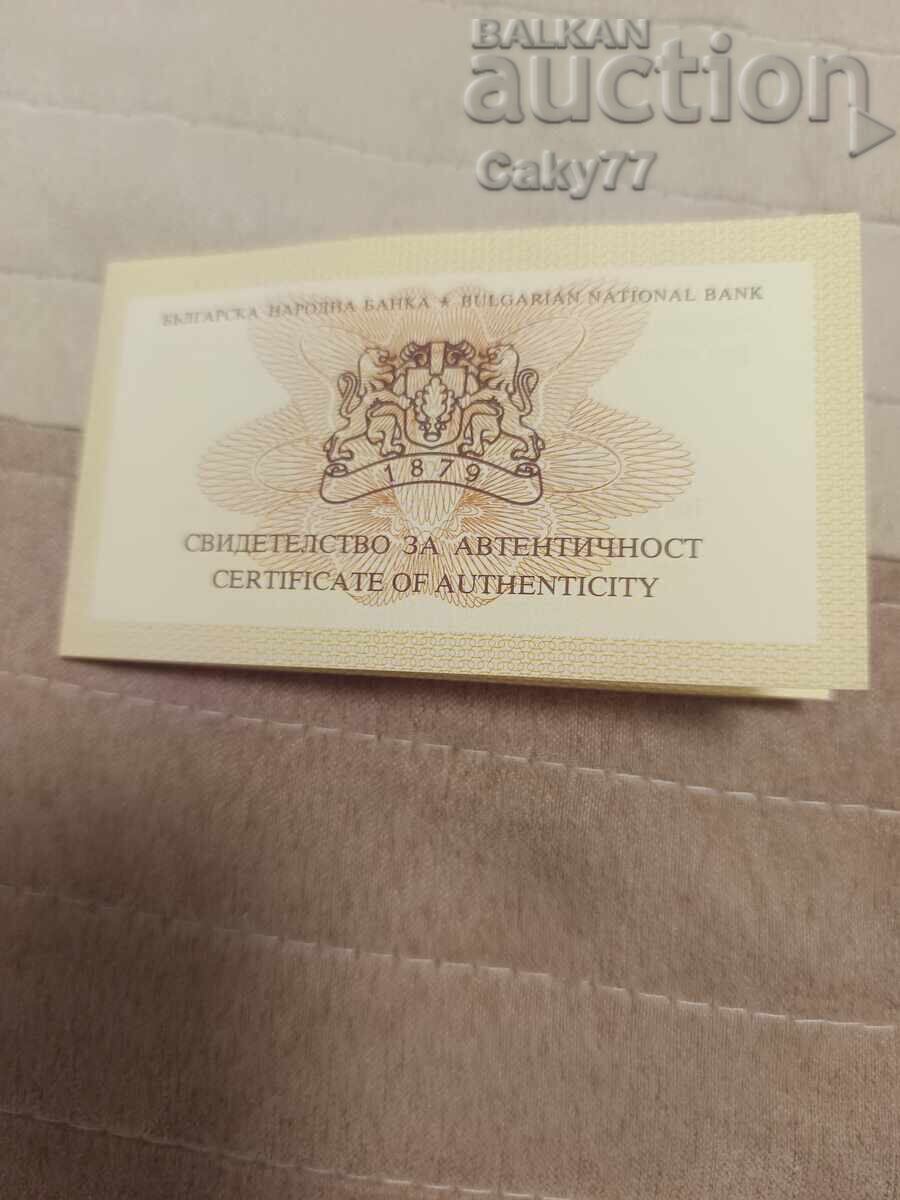 BALKAN
auction
Caky77
БЪЛГАРСКА НАРОДНА БАНКА ★ BULGARIAN NATIONAL BANK
1879
СВИДЕТЕЛСТВО ЗА АВТЕНТИЧНОСТ
CERTIFICATE OF AUTHENTICITY